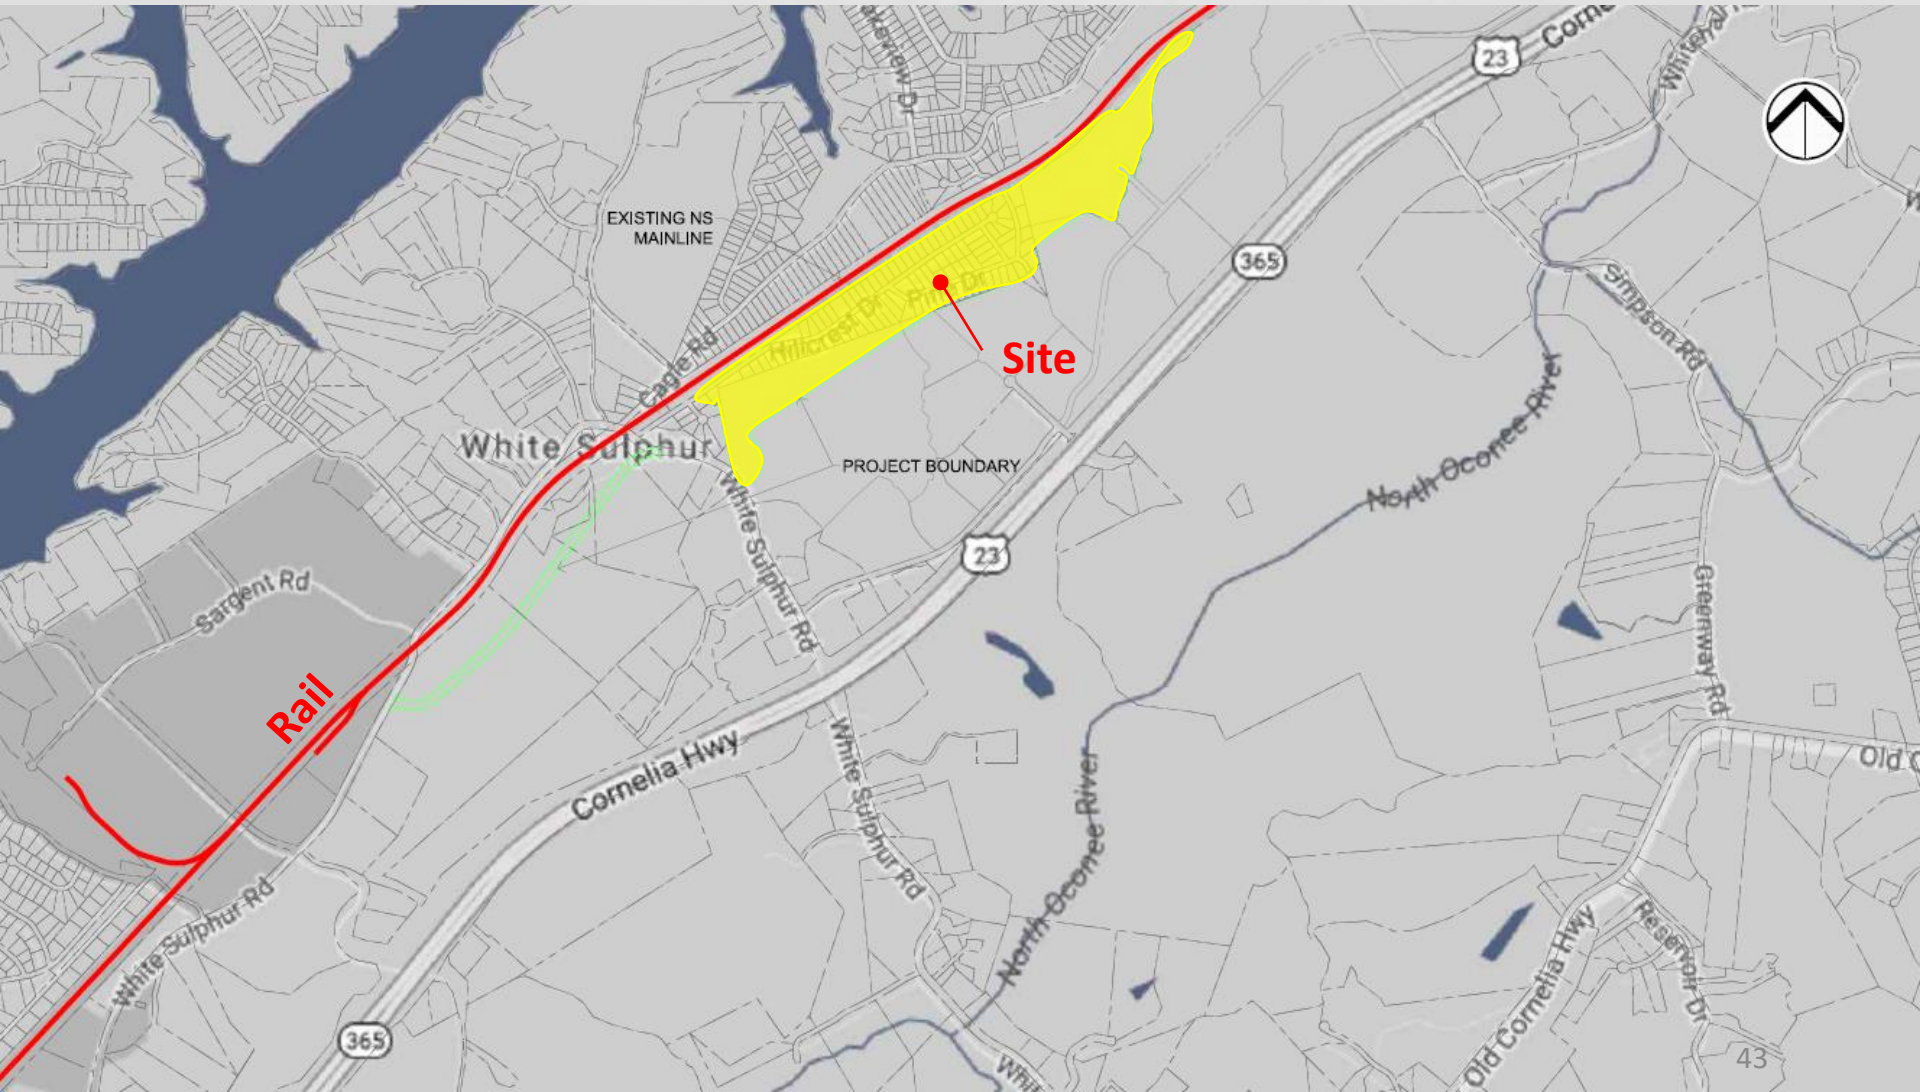 23
365
EXISTING NS
MAINLINE
Simpson Rd
Hillcrest Dr
Pine Dr
Site
Cagle Rd
White Sulphur
PROJECT BOUNDARY
North Oconee River
23
White Sulphur Rd
Sargent Rd
Greenway Rd
Rail
Cornelia Hwy
White Sulphur Rd
North Oconee River
White Sulphur Rd
Reservoir Dr
Old Cornelia Hwy
365
43